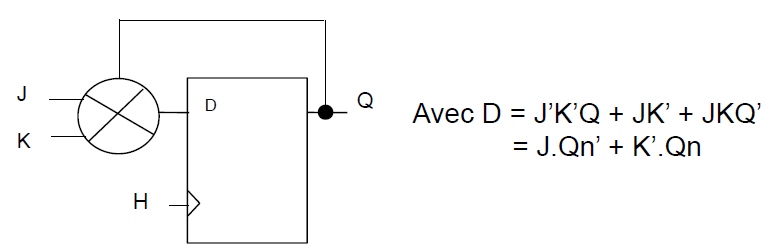 J
K
D
Q
H
Avec D = J’K’Q + JK’ + JKQ’
= J.Qn’ + K’.Qn